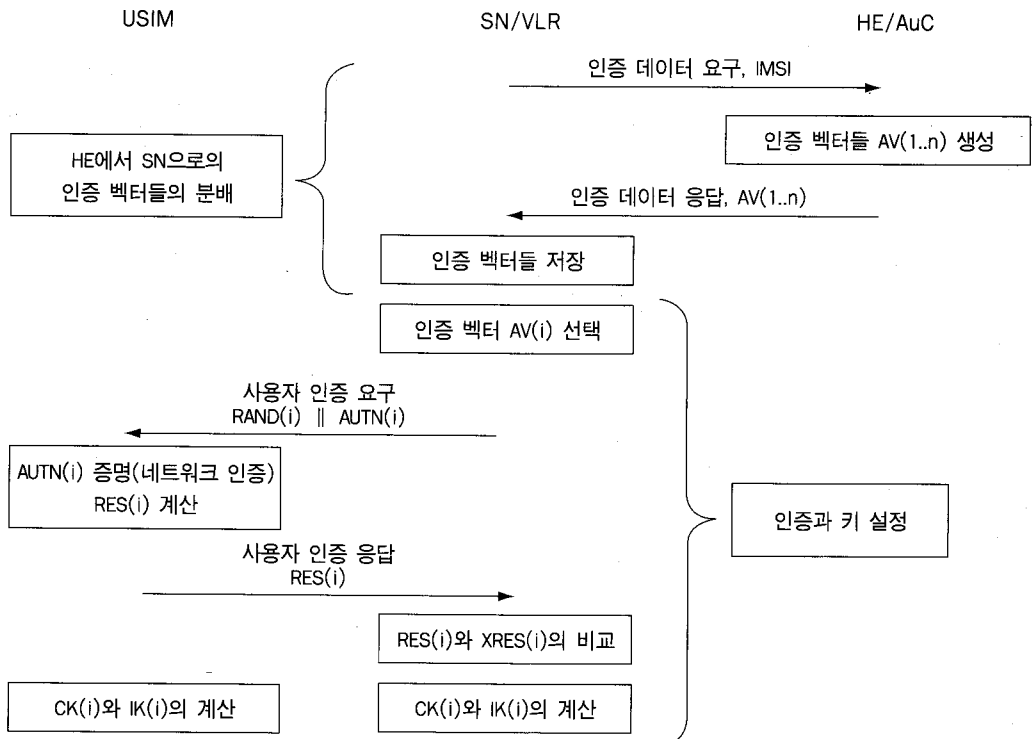 USIM
SN/VLR
HE/AuC
인증 데이터 요구, IMSI
인증 벡터들 AV(1..n) 생성
HE에서 SN으로의
인증 벡터들의 분배
인증 데이터 응답, AV(1..n)
인증 벡터들 저장
인증 벡터 AV(i) 선택
사용자 인증 요구
RAND(i) || AUTN(i)
AUTN(i) 증명(네트워크 인증)
RES(i) 계산
인증과 키 설정
사용자 인증 응답
RES(i)
RES(i)와 XRES(i)의 비교
CK(i)와 IK(i)의 계산
CK(i)와 IK(i)의 계산